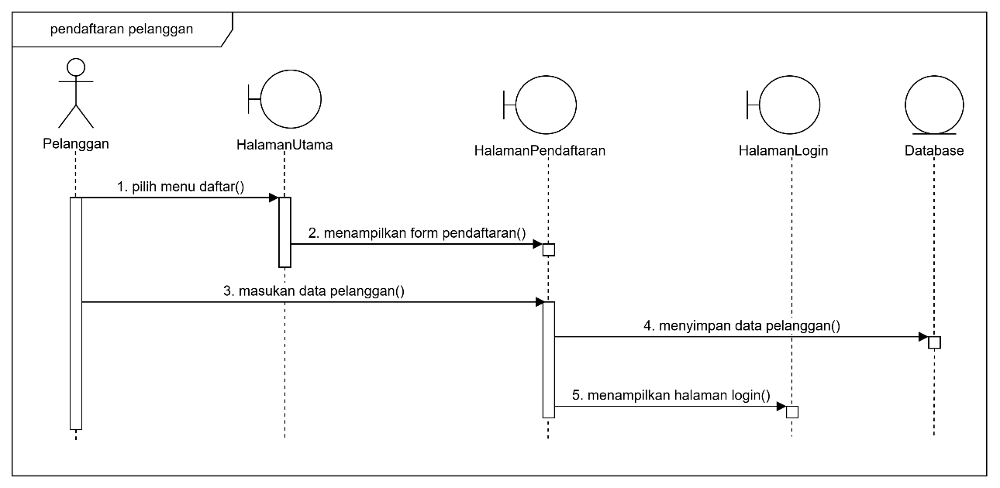 pendaftaran pelanggan
Pelanggan
HalamanUtama
HalamanPendaftaran
HalamanLogin
Database
1. pilih menu daftar()
2. menampilkan form pendaftaran()
3. masukan data pelanggan()
4. menyimpan data pelanggan()
5. menampilkan halaman login()